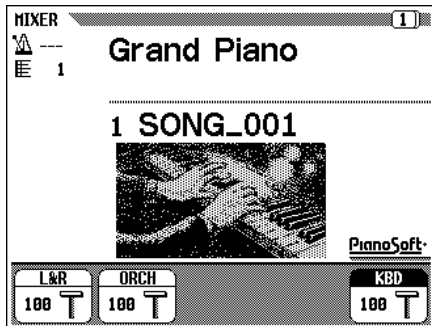 MIXER 1
---
1
Grand Piano
1 SONG_001
PianoSoft·
L&R ORCH KBD
100 100 100